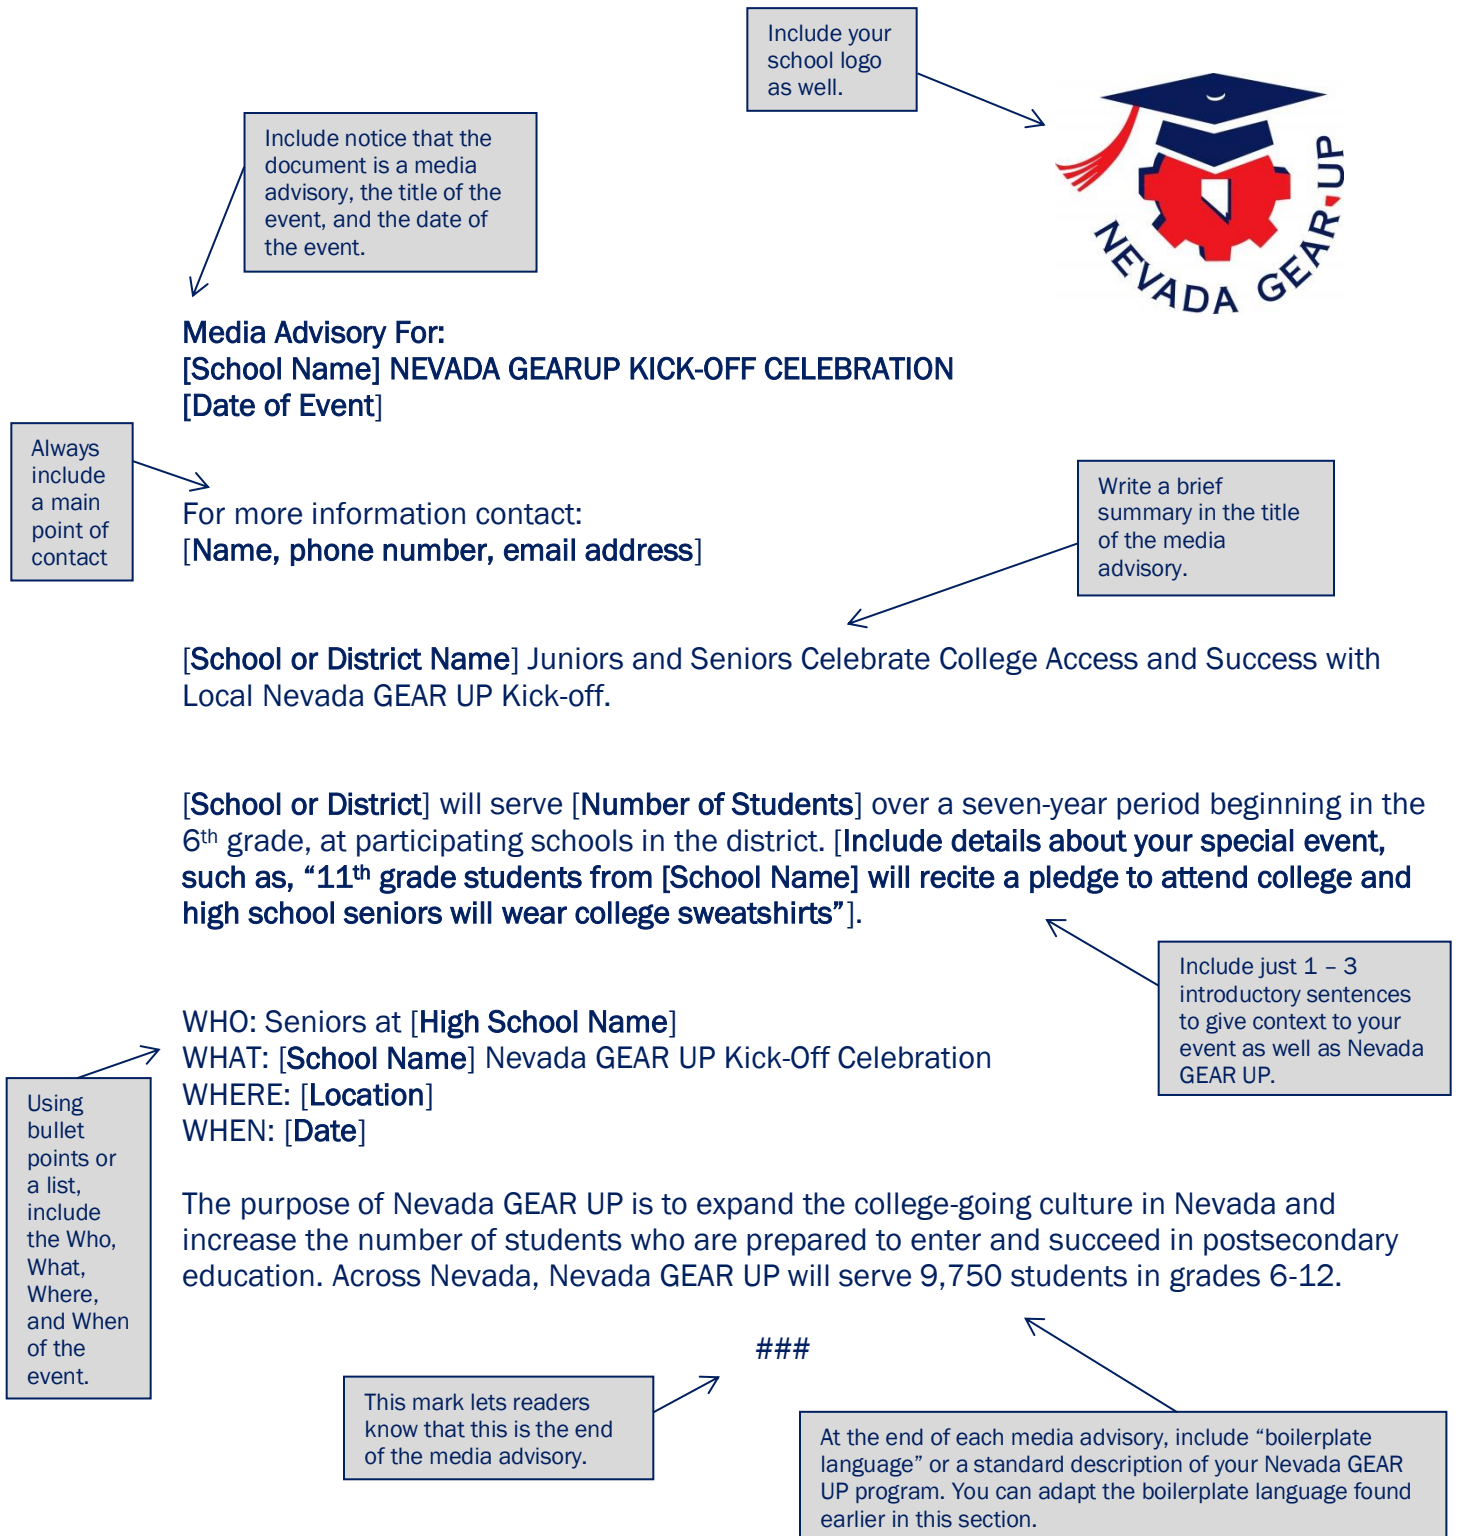 Include your
school logo
as well.
NEVADA GEAR UP
Include notice that the
document is a media
advisory, the title of the
event, and the date of
the event.
Media Advisory For:
[School Name] NEVADA GEARUP KICK-OFF CELEBRATION
[Date of Event]
Always
include
a main
point of
contact
For more information contact:
[Name, phone number, email address]
Write a brief
summary in the title
of the media
advisory.
[School or District Name] Juniors and Seniors Celebrate College Access and Success with
Local Nevada GEAR UP Kick-off.
[School or District] will serve [Number of Students] over a seven-year period beginning in the
6th grade, at participating schools in the district. [Include details about your special event,
such as, “11th grade students from [School Name] will recite a pledge to attend college and
high school seniors will wear college sweatshirts”].
Include just 1 – 3
introductory sentences
to give context to your
event as well as Nevada
GEAR UP.
WHO: Seniors at [High School Name]
WHAT: [School Name] Nevada GEAR UP Kick-Off Celebration
WHERE: [Location]
WHEN: [Date]
Using
bullet
points or
a list,
include
the Who,
What,
Where,
and When
of the
event.
The purpose of Nevada GEAR UP is to expand the college-going culture in Nevada and
increase the number of students who are prepared to enter and succeed in postsecondary
education. Across Nevada, Nevada GEAR UP will serve 9,750 students in grades 6-12.
###
This mark lets readers
know that this is the end
of the media advisory.
At the end of each media advisory, include “boilerplate
language” or a standard description of your Nevada GEAR
UP program. You can adapt the boilerplate language found
earlier in this section.